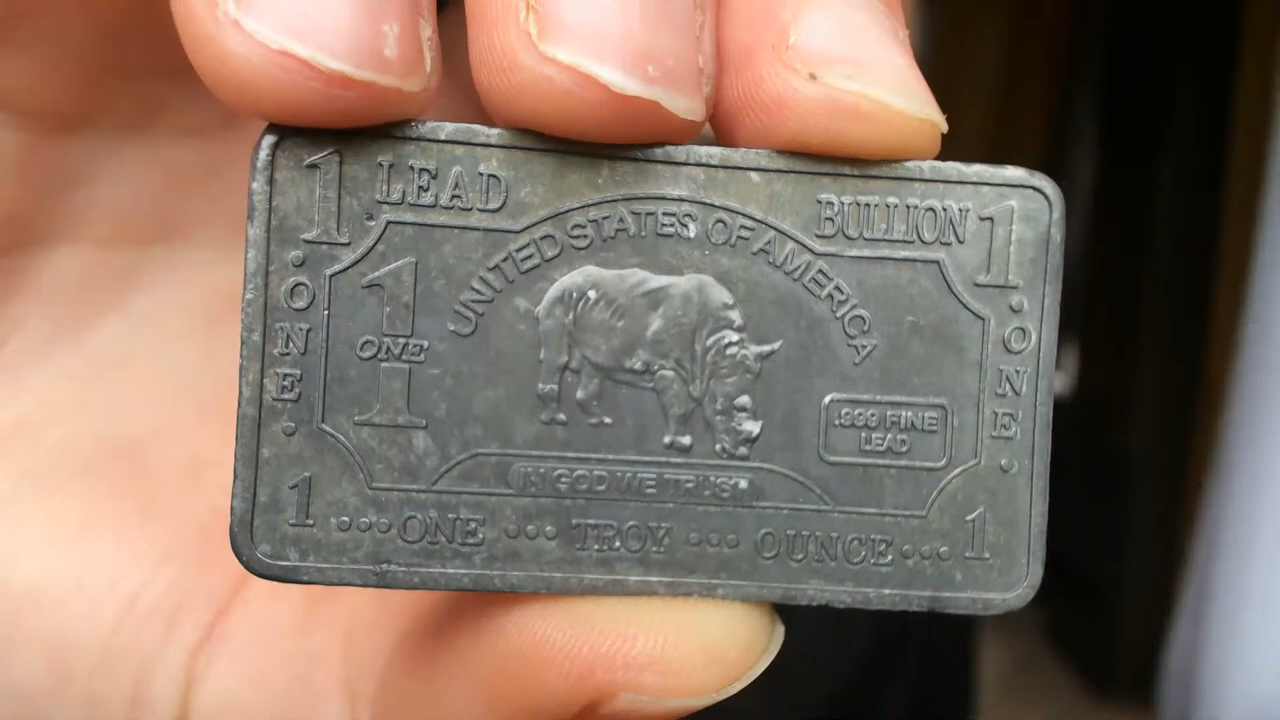 1 LEAD BULLION 1
UNITED STATES OF AMERICA
ONE
1
ONE
1
ONE
.999 FINE
LEAD
IN GOD WE TRUST
1 ...ONE ... TROY ... OUNCE... 1